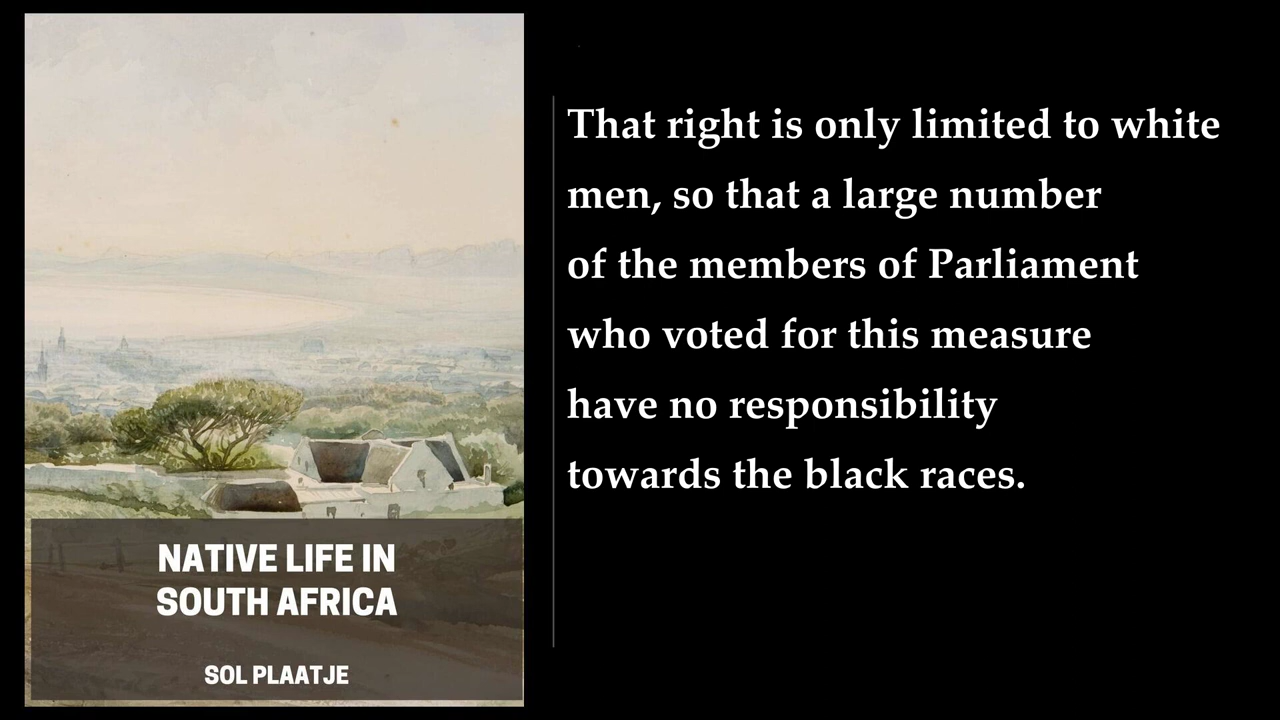 That right is only limited to white
men, so that a large number
of the members of Parliament
who voted for this measure
have no responsibility
towards the black races.
NATIVE LIFE IN
SOUTH AFRICA
SOL PLAATJE